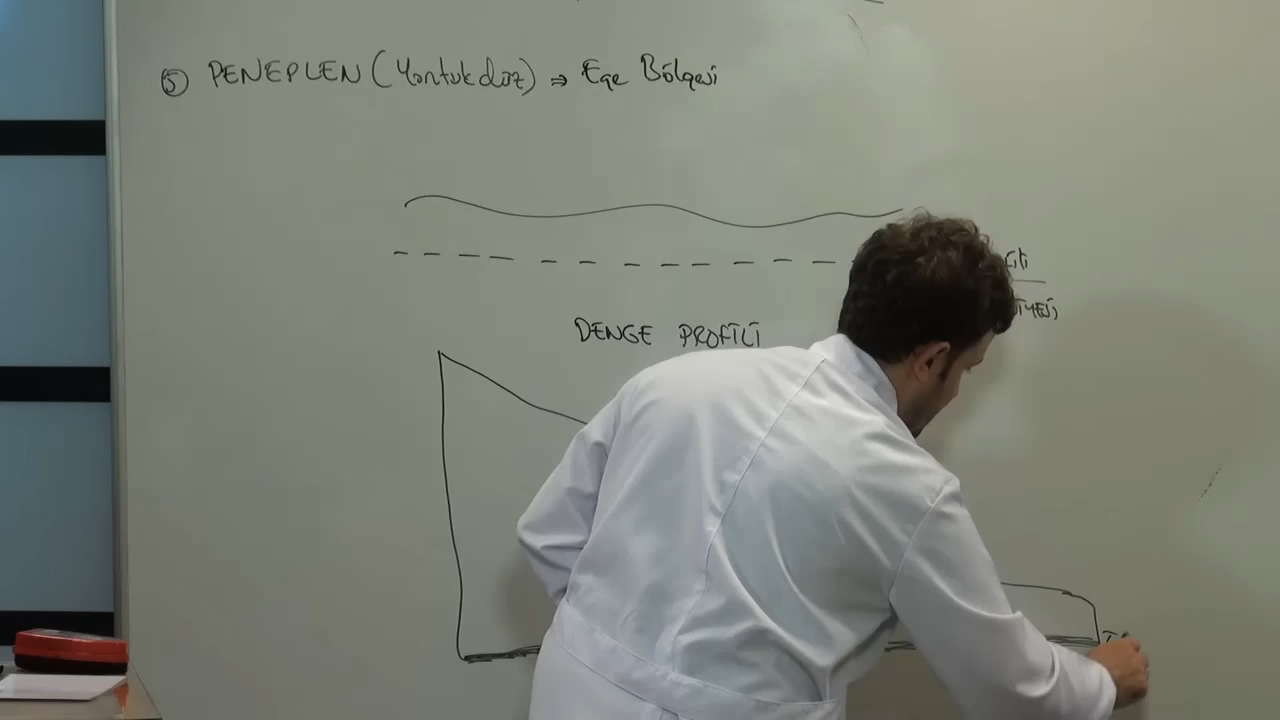 ⑤ PENEPLEN (Yontukdüz) ⇒ Ege Bölgesi
DENGE PROFİLİ